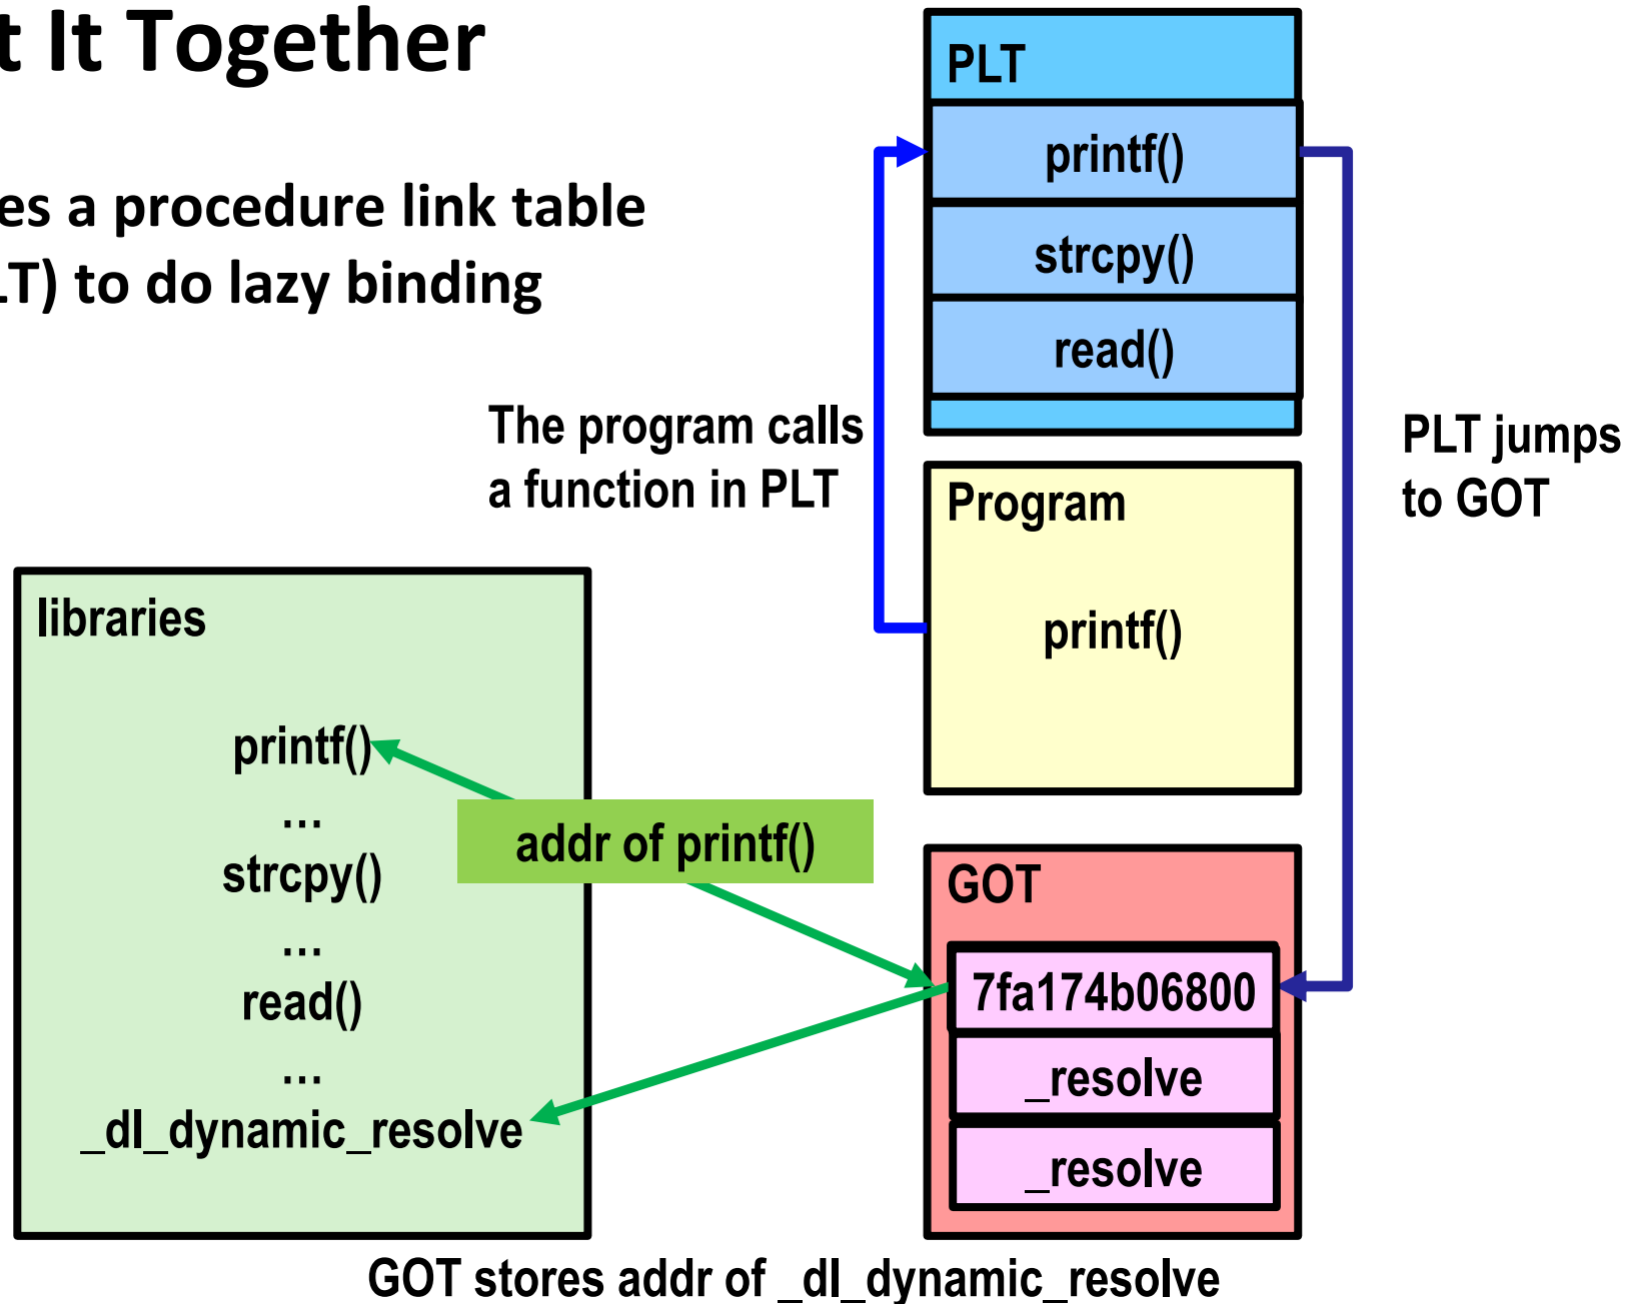 t It Together
es a procedure link table
LT) to do lazy binding
PLT
printf()
strcpy()
read()
The program calls
a function in PLT
PLT jumps
to GOT
Program
printf()
libraries
printf()
...
strcpy()
...
read()
...
_dl_dynamic_resolve
addr of printf()
GOT
7fa174b06800
_resolve
_resolve
GOT stores addr of _dl_dynamic_resolve